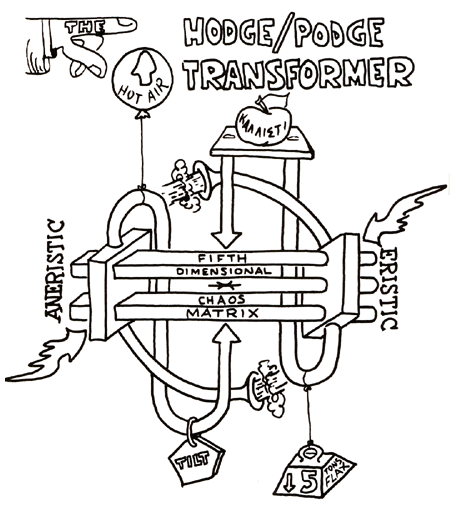 THE
HODGE/PODGE
TRANSFORMER
HOT AIR
ΚΑΛΛΙΣΤΙ
ANERISTIC
ERISTIC
FIFTH
DIMENSIONAL
CHAOS
MATRIX
TILT
5 TONS
FLAX